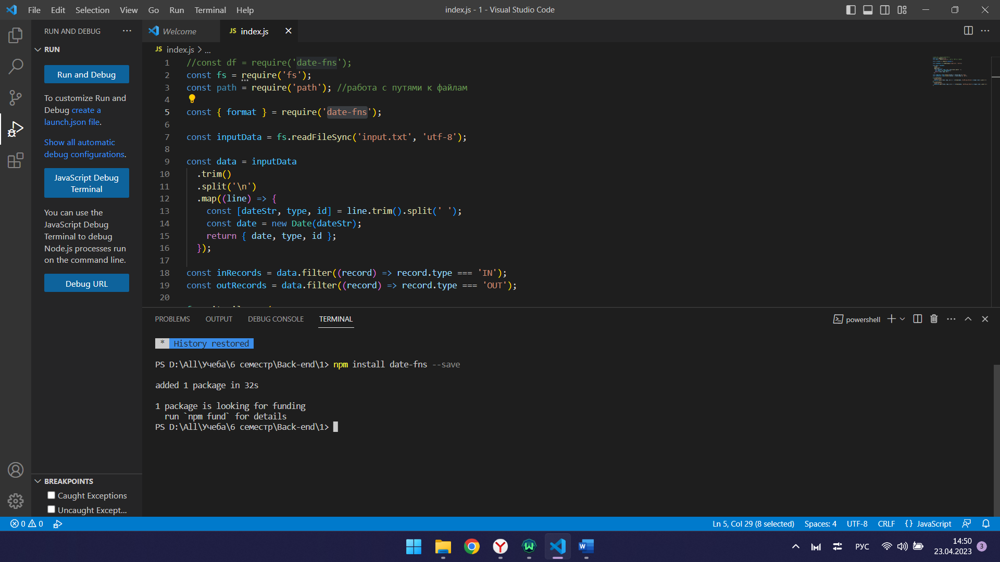 File Edit Selection View Go Run Terminal Help
index.js - 1 - Visual Studio Code
RUN AND DEBUG
RUN
Run and Debug
To customize Run and
Debug create a
launch.json file.
Show all automatic
debug configurations.
JavaScript Debug
Terminal
You can use the
JavaScript Debug
Terminal to debug
Node.js processes run
on the command line.
Debug URL
BREAKPOINTS
Caught Exceptions
Uncaught Except...
Welcome
JS index.js
JS index.js > ...
1 //const df = require('date-fns');
2 const fs = require('fs');
3 const path = require('path'); //работа с путями к файлам
4
5 const { format } = require('date-fns');
6
7 const inputData = fs.readFileSync('input.txt', 'utf-8');
8
9 const data = inputData
10 .trim()
11 .split('\n')
12 .map((line) => {
13 const [dateStr, type, id] = line.trim().split(' ');
14 const date = new Date(dateStr);
15 return { date, type, id };
16 });
17
18 const inRecords = data.filter((record) => record.type === 'IN');
19 const outRecords = data.filter((record) => record.type === 'OUT');
20
PROBLEMS OUTPUT DEBUG CONSOLE TERMINAL
powershell
* History restored
PS D:\All\Учеба\6 семестр\Back-end\1> npm install date-fns --save
added 1 package in 32s
1 package is looking for funding
run `npm fund` for details
PS D:\All\Учеба\6 семестр\Back-end\1>
0 0
Ln 5, Col 29 (8 selected) Spaces: 4 UTF-8 CRLF {} JavaScript
РУС
14:50
23.04.2023
3